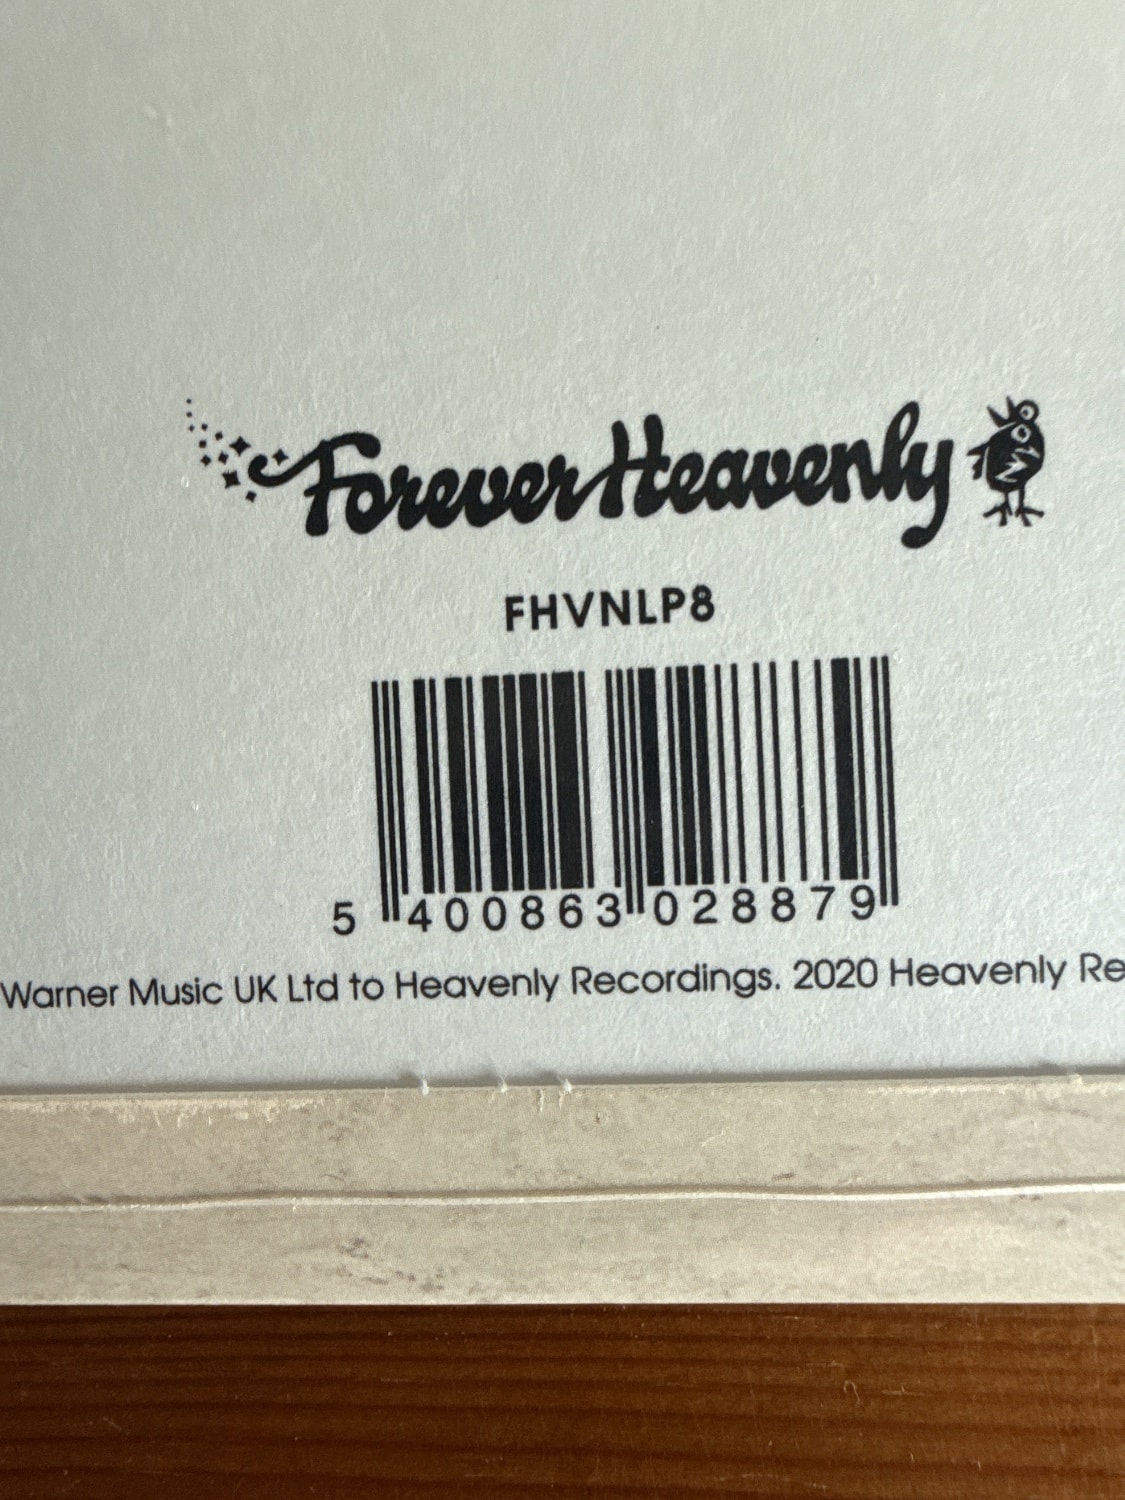 Forever Heavenly
FHVNLP8
5 400863 028879
Warner Music UK Ltd to Heavenly Recordings. 2020 Heavenly Re